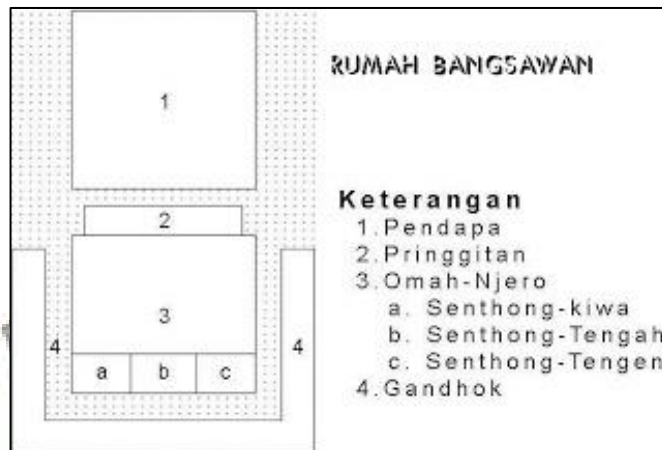 RUMAH BANGSAWAN
1
2
3
4
4
a
b
c
Keterangan
1.Pendapa
2.Pringgitan
3.Omah-Njero
a. Senthong-kiwa
b. Senthong-Tengah
c. Senthong-Tengen
4.Gandhok